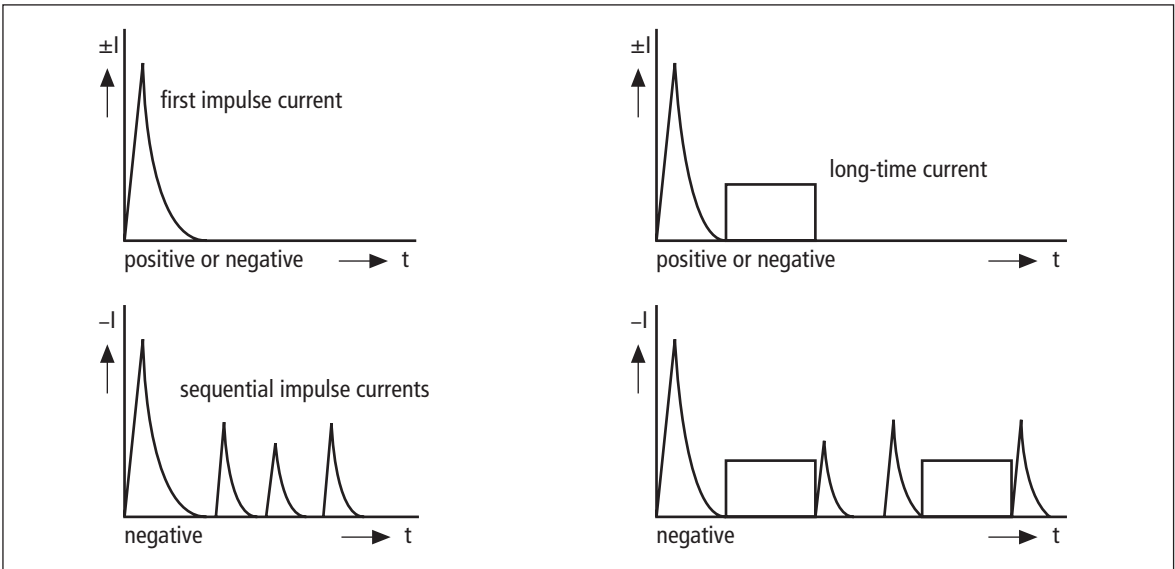 ±I
first impulse current
positive or negative
t
±I
long-time current
positive or negative
t
–I
sequential impulse currents
negative
t
–I
negative
t